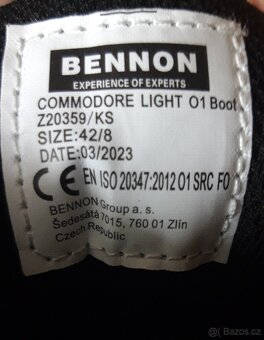 BENNON
EXPERIENCE OF EXPERTS
COMMODORE LIGHT O1 Boot
Z20359/KS
SIZE: 42/8
DATE: 03/2023
CE EN ISO 20347:2012 O1 SRC FO
BENNON Group a. s.
Šedesátá 7015, 760 01 Zlín
Czech Republic
Bazoš.cz